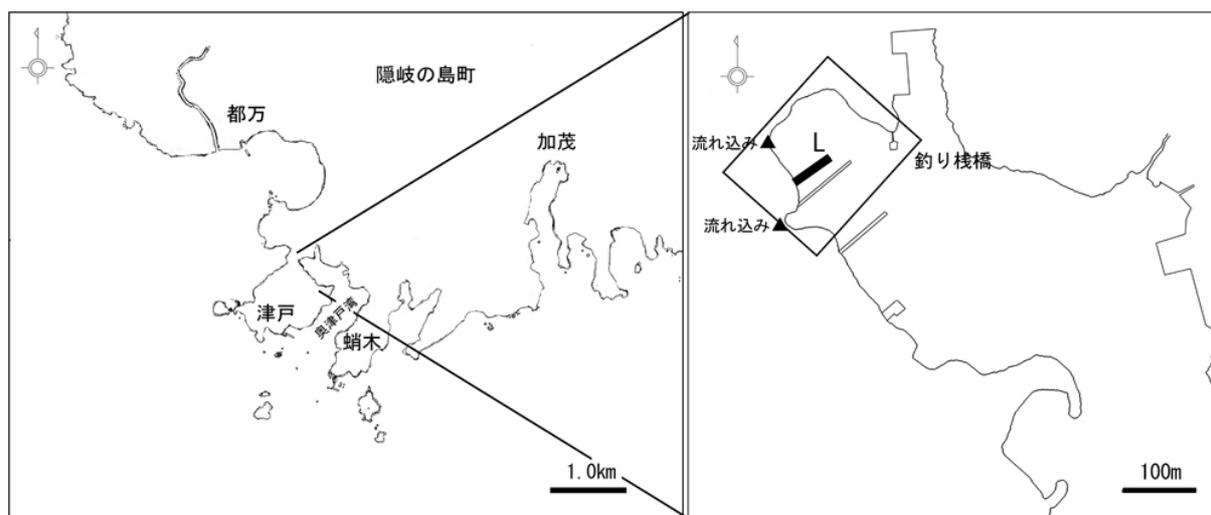 隠岐の島町
都万
加茂
津戸
奥津戸湾
蛸木
1.0km
流れ込み▲
L
釣り桟橋
流れ込み▲
100m